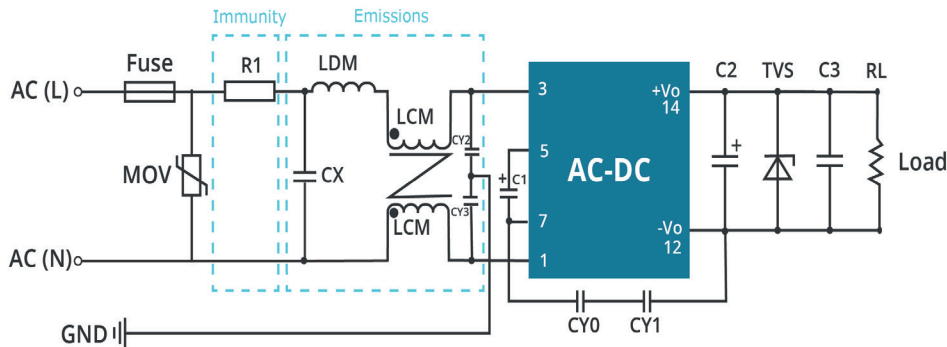 Immunity
Emissions
Fuse
R1
LDM
C2
TVS
C3
RL
AC (L)
3
+Vo
14
LCM
CY2
5
+
MOV
CX
+
C1
AC-DC
Load
CY3
7
LCM
-Vo
12
AC (N)
1
CY0
CY1
GND